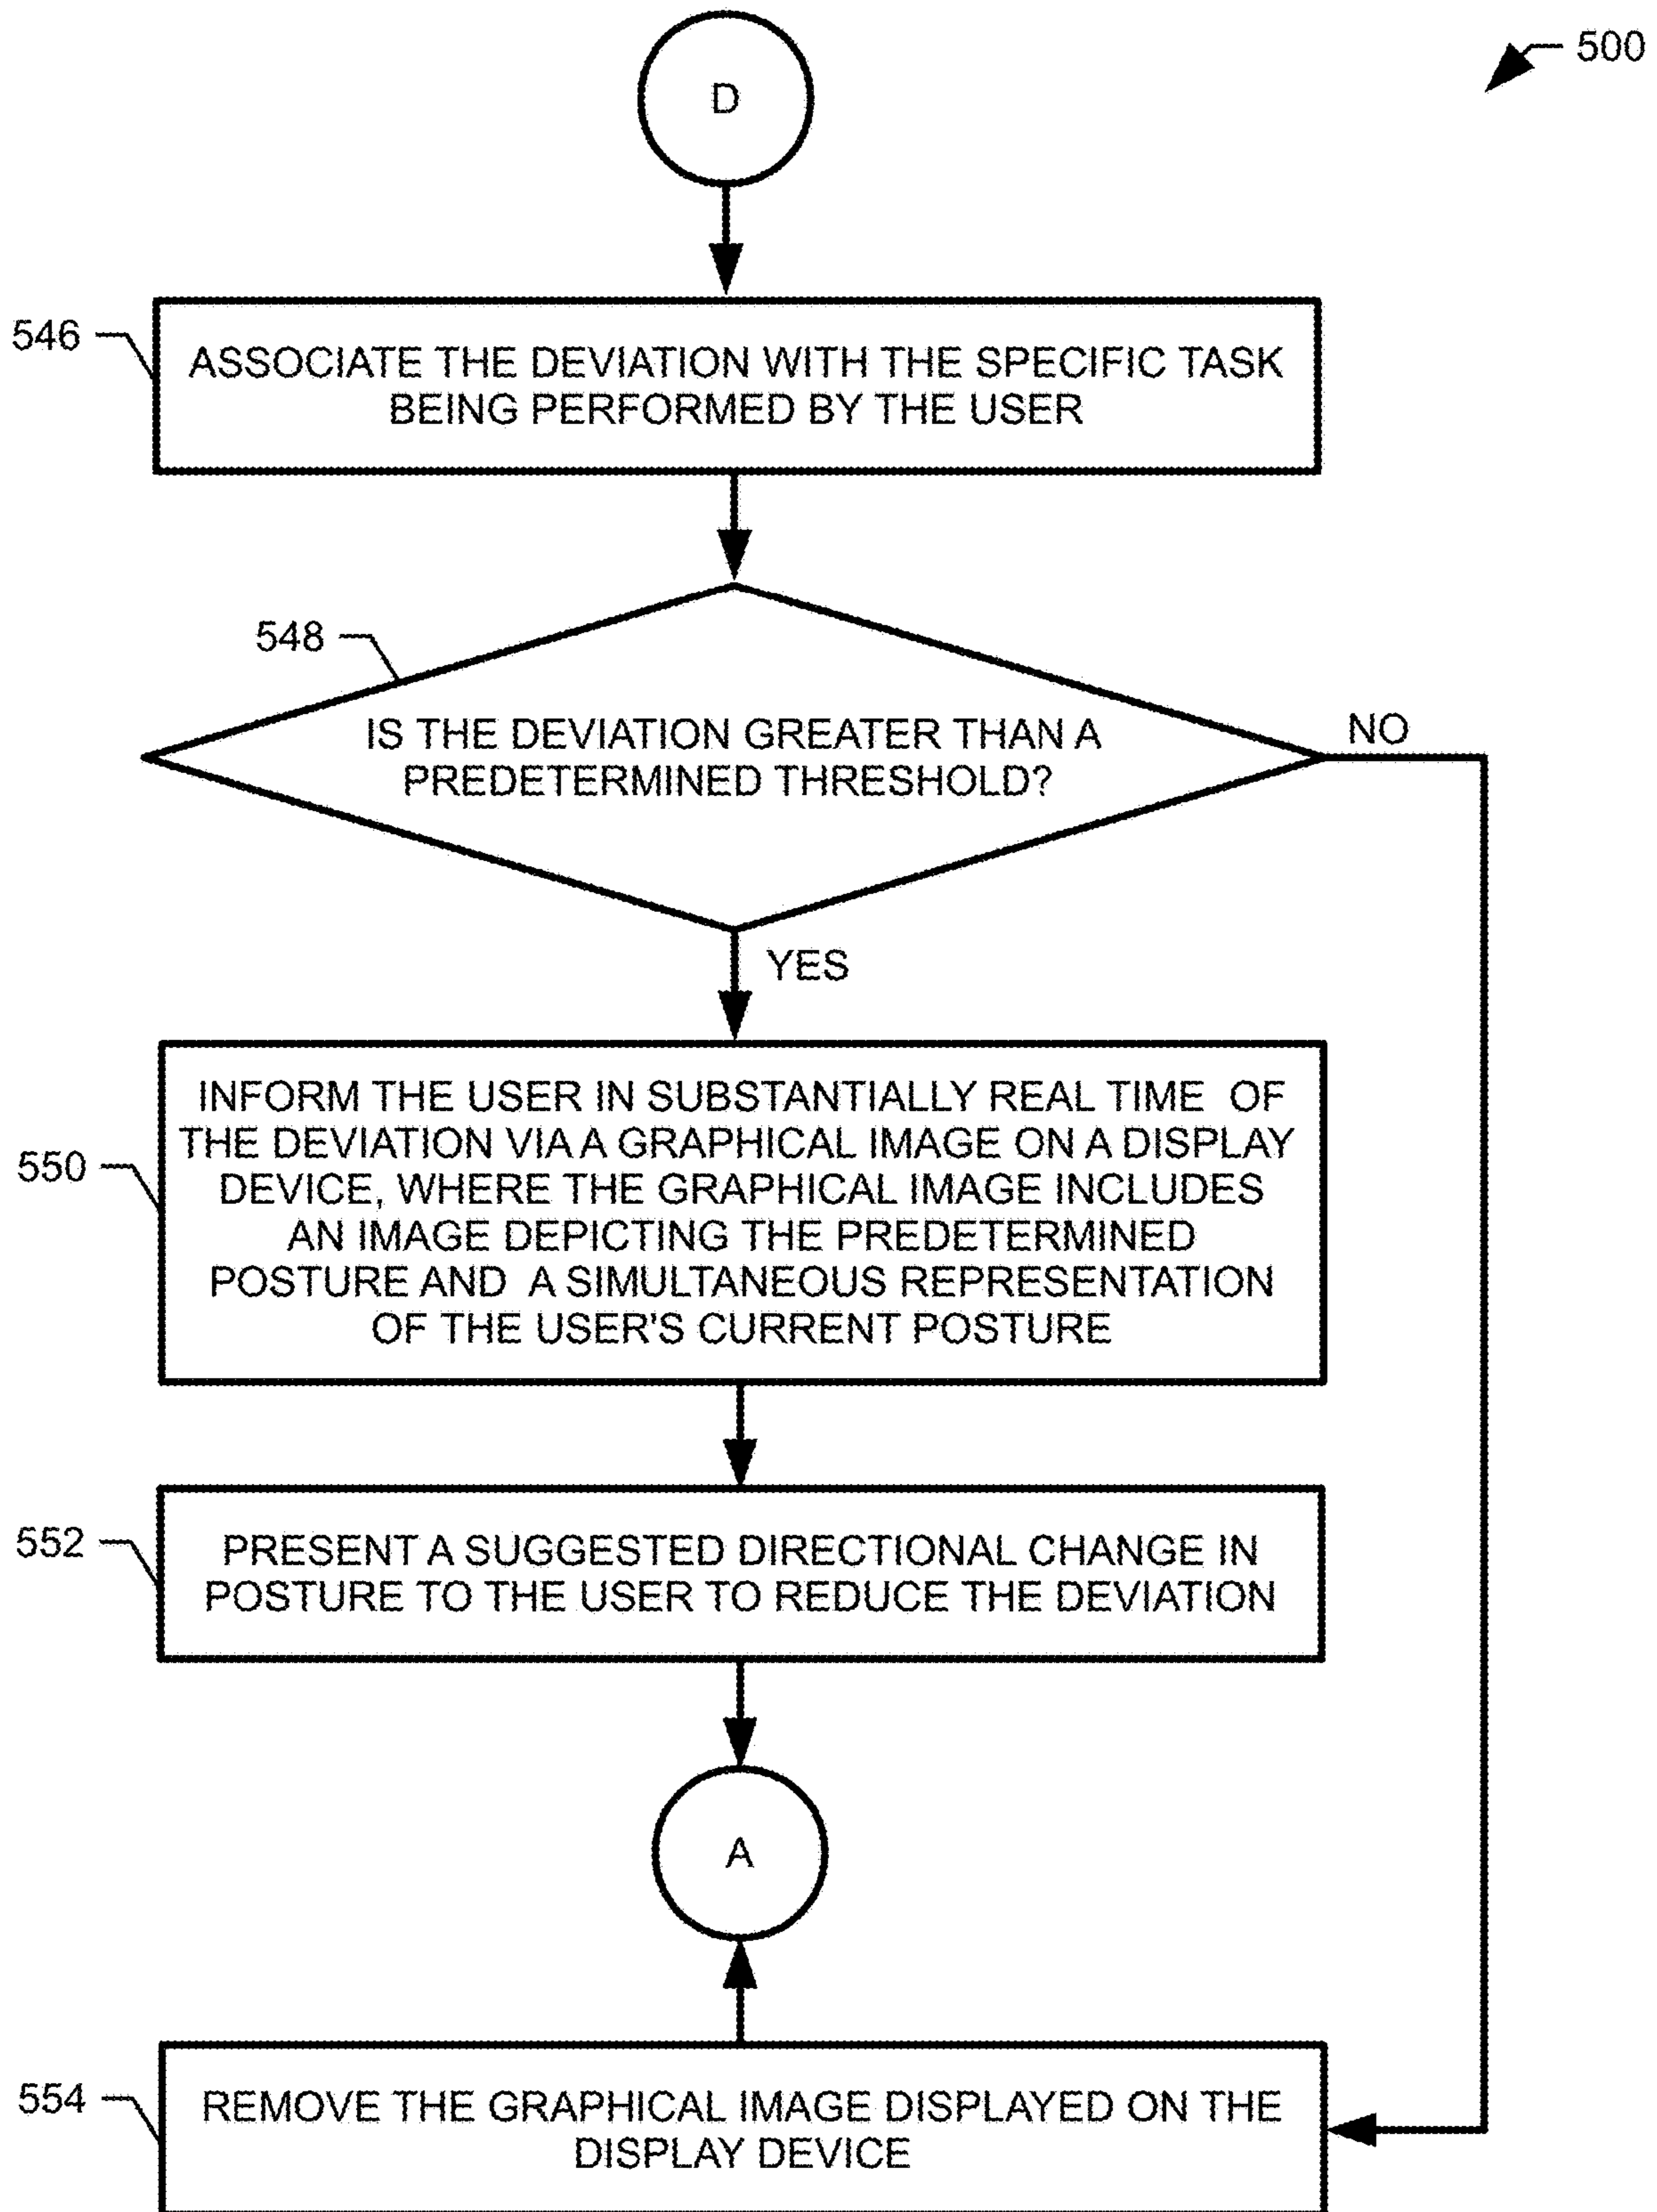 D
500
546
ASSOCIATE THE DEVIATION WITH THE SPECIFIC TASK
BEING PERFORMED BY THE USER
548
IS THE DEVIATION GREATER THAN A
PREDETERMINED THRESHOLD?
NO
YES
550
INFORM THE USER IN SUBSTANTIALLY REAL TIME OF
THE DEVIATION VIA A GRAPHICAL IMAGE ON A DISPLAY
DEVICE, WHERE THE GRAPHICAL IMAGE INCLUDES
AN IMAGE DEPICTING THE PREDETERMINED
POSTURE AND A SIMULTANEOUS REPRESENTATION
OF THE USER'S CURRENT POSTURE
552
PRESENT A SUGGESTED DIRECTIONAL CHANGE IN
POSTURE TO THE USER TO REDUCE THE DEVIATION
A
554
REMOVE THE GRAPHICAL IMAGE DISPLAYED ON THE
DISPLAY DEVICE